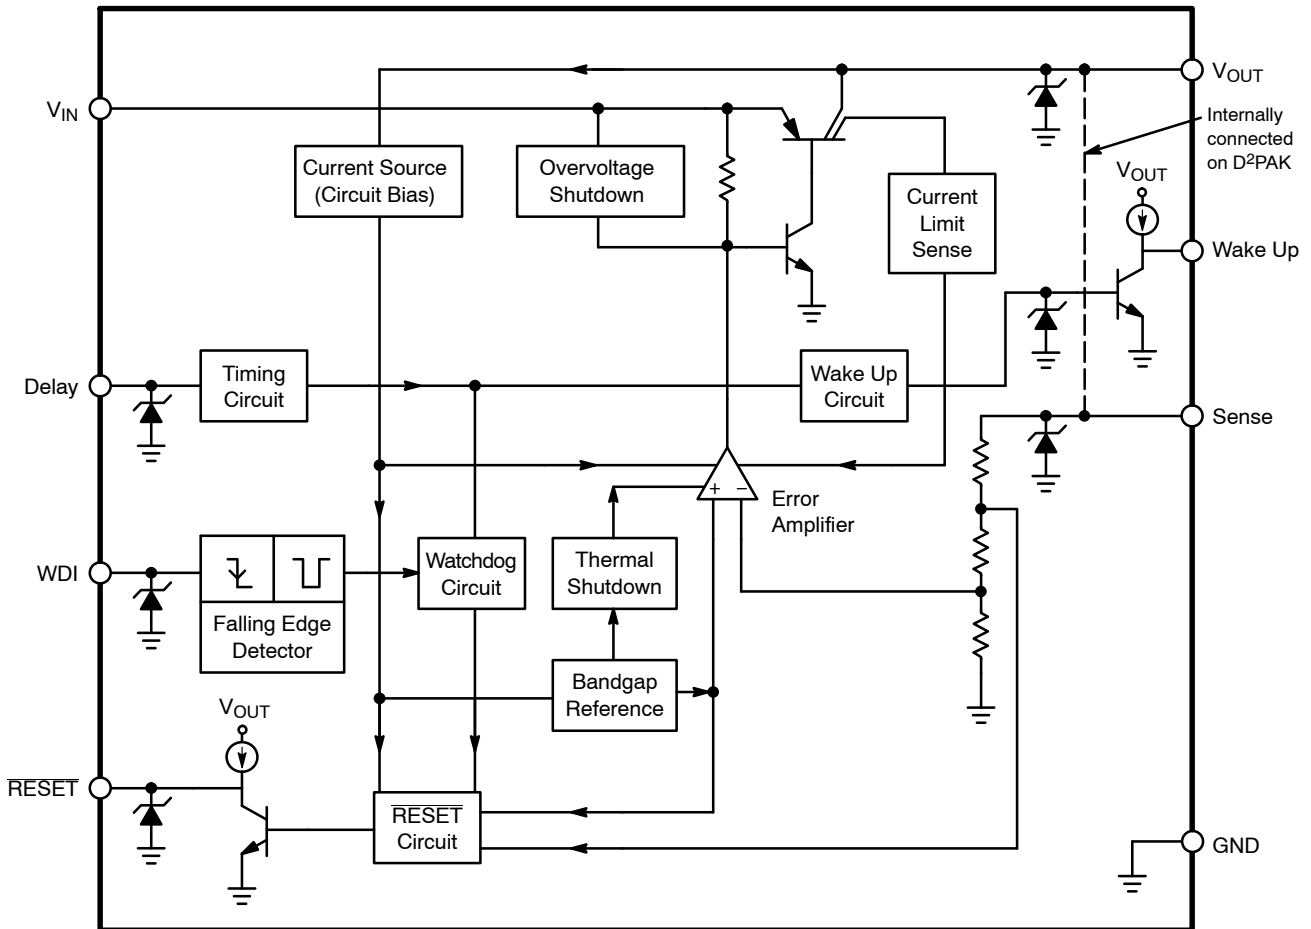 VOUT
VIN
Internally
connected
on D2PAK
Current Source
(Circuit Bias)
Overvoltage
Shutdown
Current
Limit
Sense
VOUT
Wake Up
Delay
Timing
Circuit
Wake Up
Circuit
Sense
+ −
Error
Amplifier
WDI
Falling Edge
Detector
Watchdog
Circuit
Thermal
Shutdown
Bandgap
Reference
VOUT
RESET
RESET
Circuit
GND